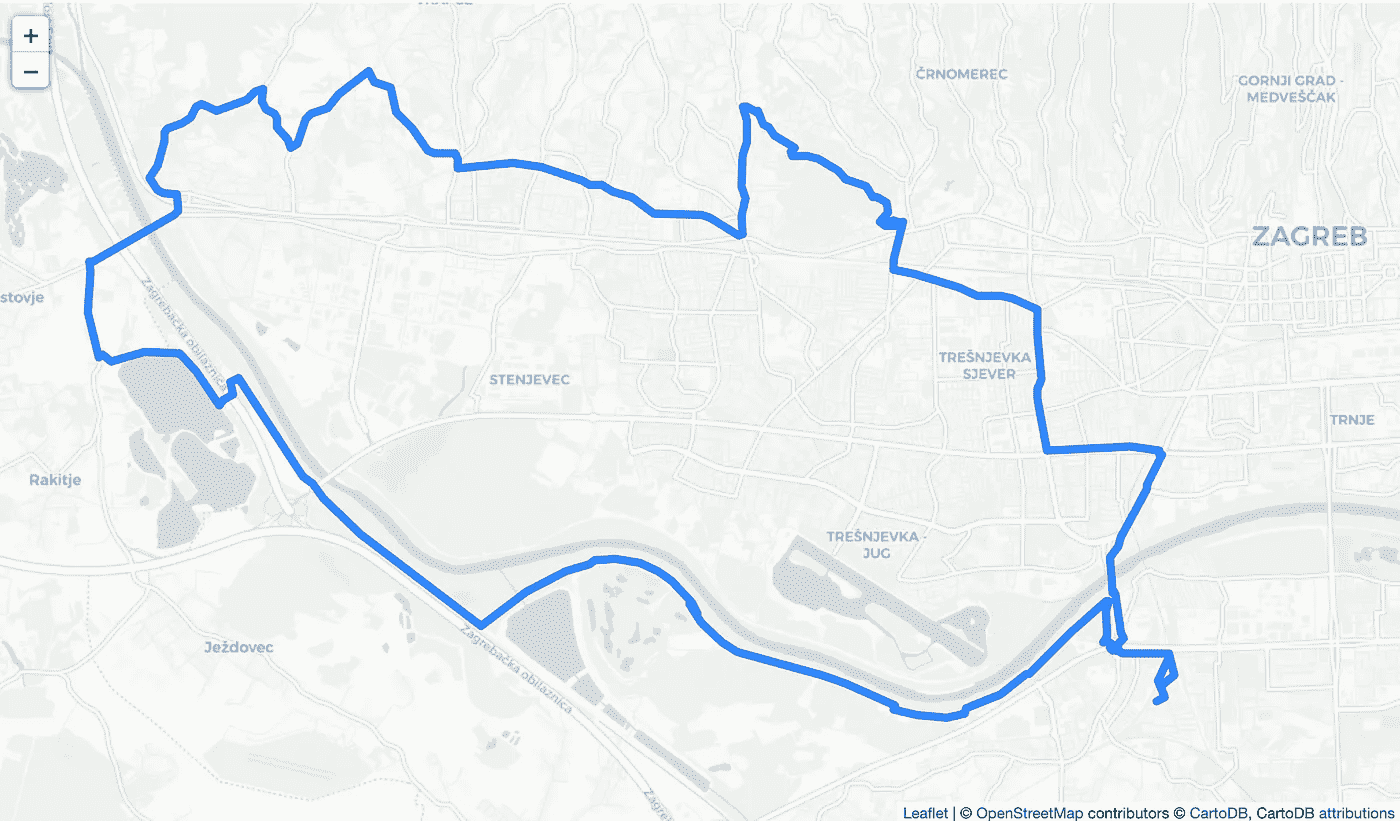 +
−
ČRNOMEREC
GORNJI GRAD -
MEDVEŠČAK
ZAGREB
stovje
Zagrebačka obilaznica
TREŠNJEVKA
SJEVER
STENJEVEC
TRNJE
Rakitje
TREŠNJEVKA -
JUG
Ježdovec
Zagrebačka obilaznica
Zagreb
Leaflet | © OpenStreetMap contributors © CartoDB, CartoDB attributions